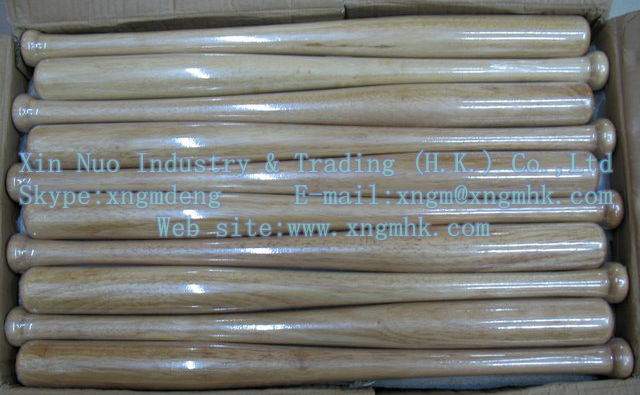 Xin Nuo Industry & Trading (H.K.) Co.,Ltd
Skype:xngmdeng E-mail:xngm@xngmhk.com
Web site:www.xngmhk.com